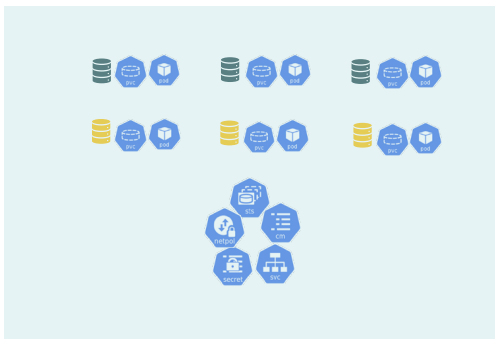 pvc pod pvc pod pvc pod
pvc pod pvc pod pvc pod
sts
netpol cm
secret svc